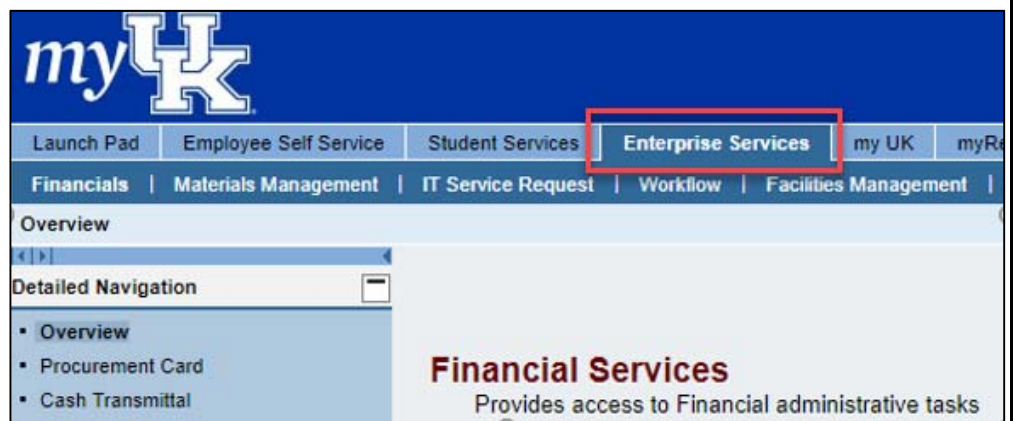 myUK
Launch Pad Employee Self Service Student Services Enterprise Services my UK
Financials | Materials Management | IT Service Request | Workflow | Facilities Management |
Overview
Detailed Navigation
▪ Overview
▪ Procurement Card
▪ Cash Transmittal
Financial Services
Provides access to Financial administrative tasks